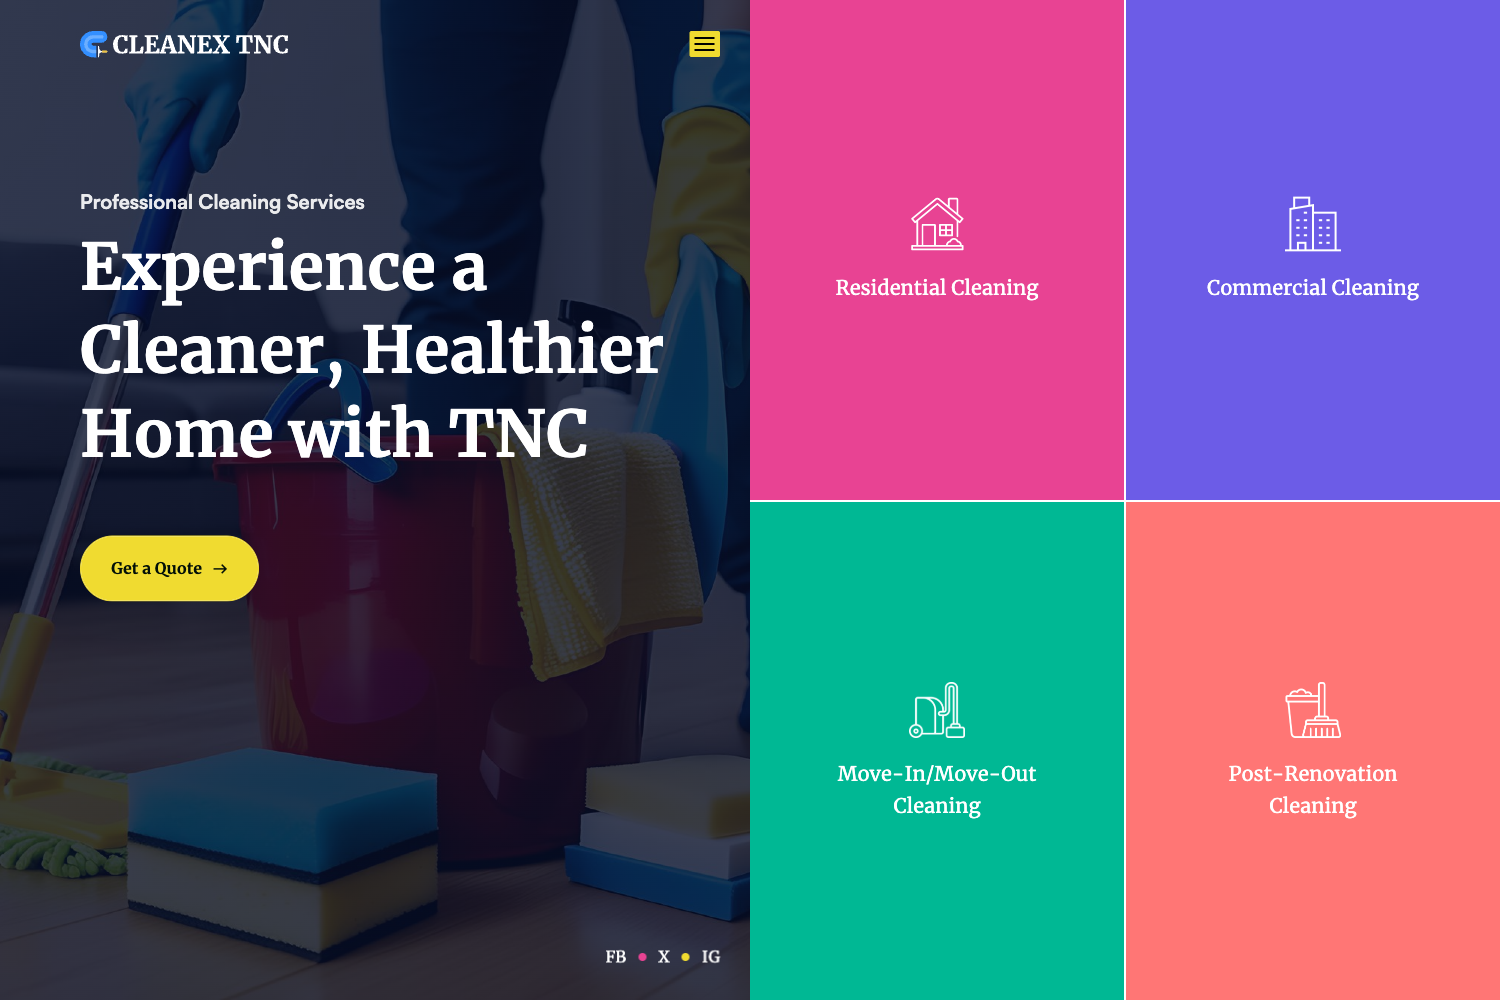 CLEANEX TNC
Professional Cleaning Services
Experience a
Cleaner, Healthier
Home with TNC
Get a Quote →
FB • X • IG
Residential Cleaning
Commercial Cleaning
Move-In/Move-Out
Cleaning
Post-Renovation
Cleaning